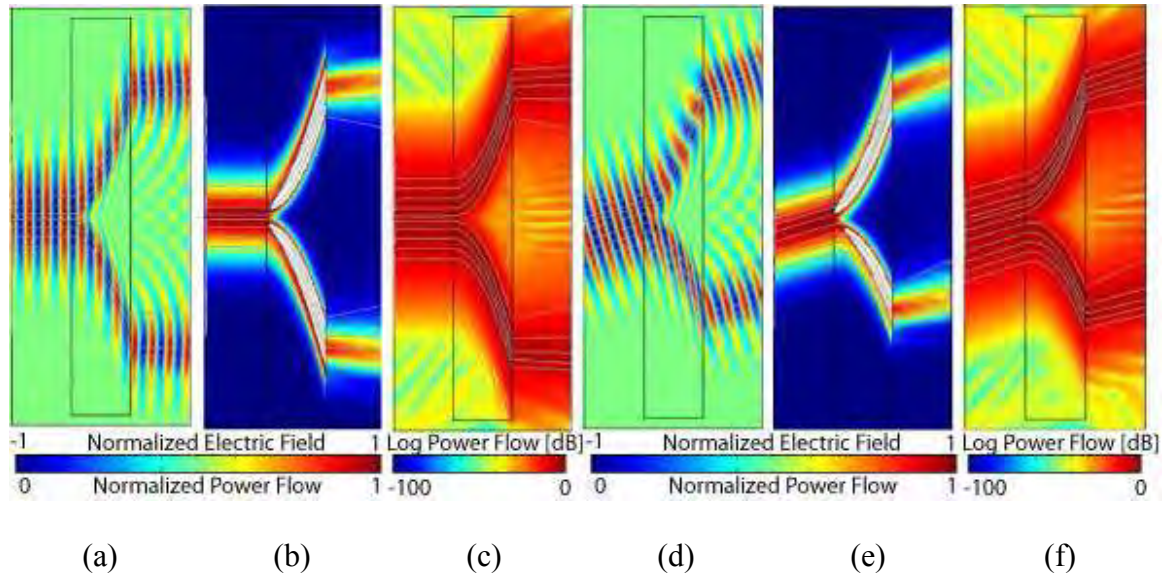 -1 Normalized Electric Field 1 Log Power Flow [dB] -1 Normalized Electric Field 1 Log Power Flow [dB]
0 Normalized Power Flow 1 -100 0 0 Normalized Power Flow 1 -100 0
(a) (b) (c) (d) (e) (f)